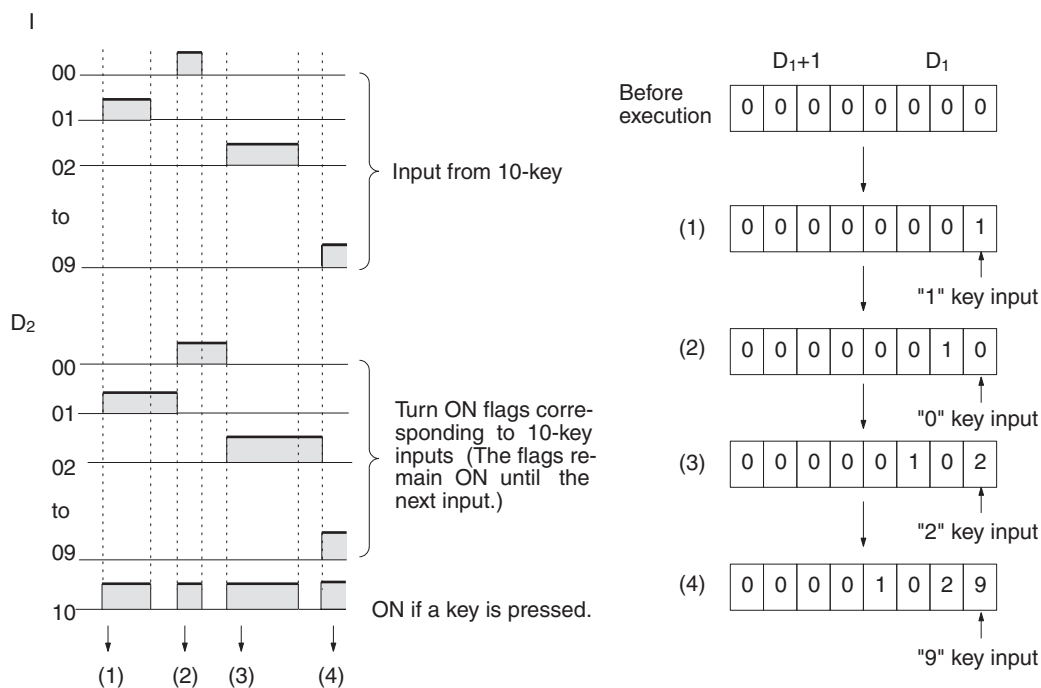 I
00
01
02
to
09
Input from 10-key
D₂
00
01
02
to
09
10
Turn ON flags corre-
sponding to 10-key
inputs (The flags re-
main ON until the
next input.)
ON if a key is pressed.
(1) (2) (3) (4)
D₁+1 D₁
Before
execution
0 0 0 0 0 0 0 0
(1) 0 0 0 0 0 0 0 1
"1" key input
(2) 0 0 0 0 0 0 1 0
"0" key input
(3) 0 0 0 0 0 1 0 2
"2" key input
(4) 0 0 0 0 1 0 2 9
"9" key input